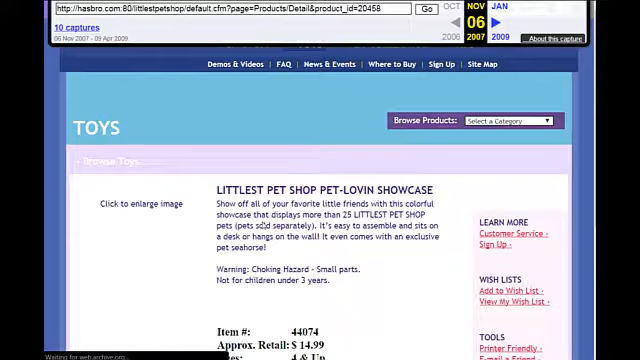 http://hasbro.com:80/littlestpetshop/default.cfm?page=Products/Detail&product_id=20458
Go
OCT
NOV
JAN
06
2006
2007
2009
10 captures
06 Nov 2007 - 09 Apr 2009
About this capture
Demos & Videos | FAQ | News & Events | Where to Buy | Sign Up | Site Map
TOYS
Browse Products:
Select a Category
Browse Toys
Click to enlarge image
LITTLEST PET SHOP PET-LOVIN SHOWCASE
Show off all of your favorite little friends with this colorful
showcase that displays more than 25 LITTLEST PET SHOP
pets (pets sold separately). It's easy to assemble and sits on
a desk or hangs on the wall! It even comes with an exclusive
pet seahorse!
Warning: Choking Hazard - Small parts.
Not for children under 3 years.
Item #: 44074
Approx. Retail: $ 14.99
4 & Up
LEARN MORE
Customer Service
Sign Up
WISH LISTS
Add to Wish List
View My Wish List
TOOLS
Printer Friendly
E-mail a Friend
Waiting for web.archive.org...